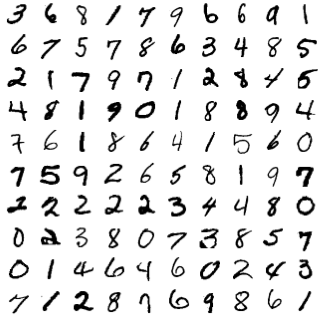 3 6 8 1 7 9 6 6 9 1
6 7 5 7 8 6 3 4 8 5
2 1 7 9 7 1 2 8 4 5
4 8 1 9 0 1 8 8 9 4
7 6 1 8 6 4 1 5 6 0
7 5 9 2 6 5 8 1 9 7
2 2 2 2 2 3 4 4 8 0
0 2 3 8 0 7 3 8 5 7
0 1 4 6 4 6 0 2 4 3
7 1 2 8 7 6 9 8 6 1